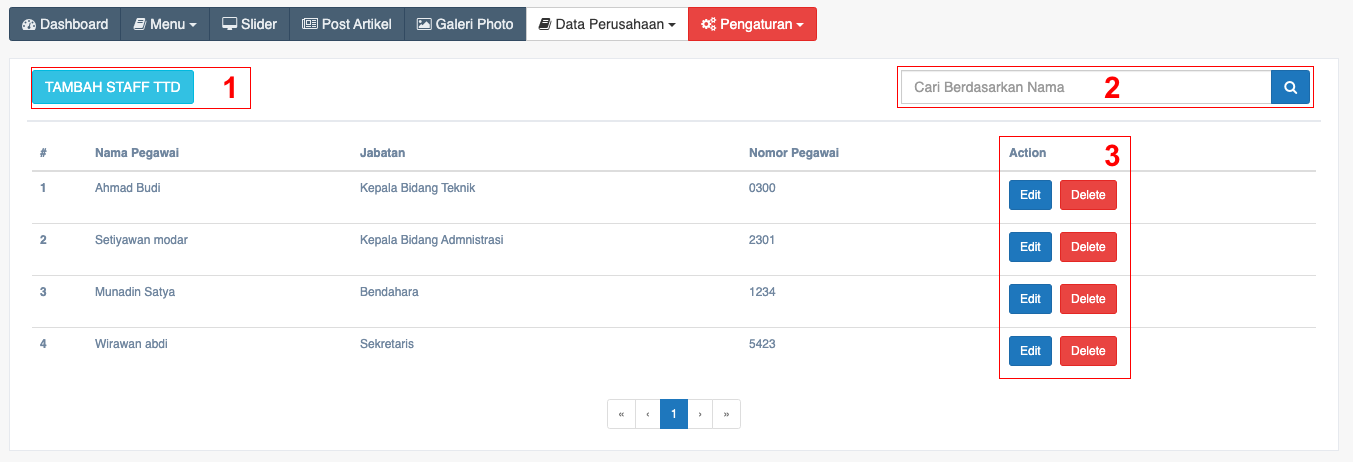 Dashboard Menu Slider Post Artikel Galeri Photo Data Perusahaan Pengaturan
TAMBAH STAFF TTD 1 Cari Berdasarkan Nama 2
# Nama Pegawai Jabatan Nomor Pegawai Action 3
1 Ahmad Budi Kepala Bidang Teknik 0300 Edit Delete
2 Setiyawan modar Kepala Bidang Admnistrasi 2301 Edit Delete
3 Munadin Satya Bendahara 1234 Edit Delete
4 Wirawan abdi Sekretaris 5423 Edit Delete
« ‹ 1 › »